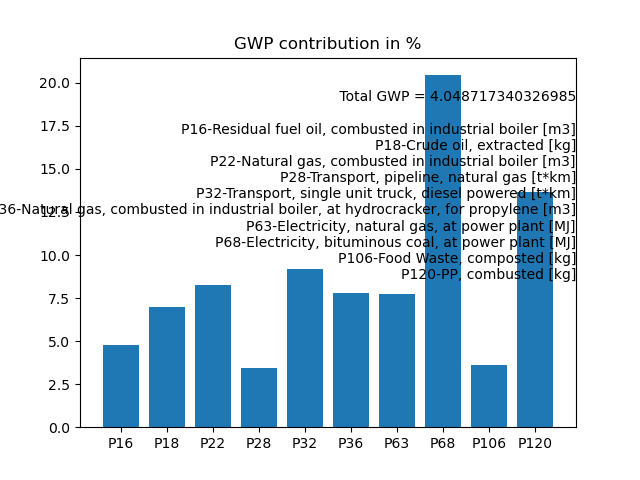 GWP contribution in %
20.0
Total GWP = 4.048717340326985
17.5
P16-Residual fuel oil, combusted in industrial boiler [m3]
P18-Crude oil, extracted [kg]
15.0
P22-Natural gas, combusted in industrial boiler [m3]
P28-Transport, pipeline, natural gas [t*km]
P32-Transport, single unit truck, diesel powered [t*km]
12.5
36-Natural gas, combusted in industrial boiler, at hydrocracker, for propylene [m3]
P63-Electricity, natural gas, at power plant [MJ]
P68-Electricity, bituminous coal, at power plant [MJ]
10.0
P106-Food Waste, composted [kg]
P120-PP, combusted [kg]
7.5
5.0
2.5
0.0
P16 P18 P22 P28 P32 P36 P63 P68 P106 P120